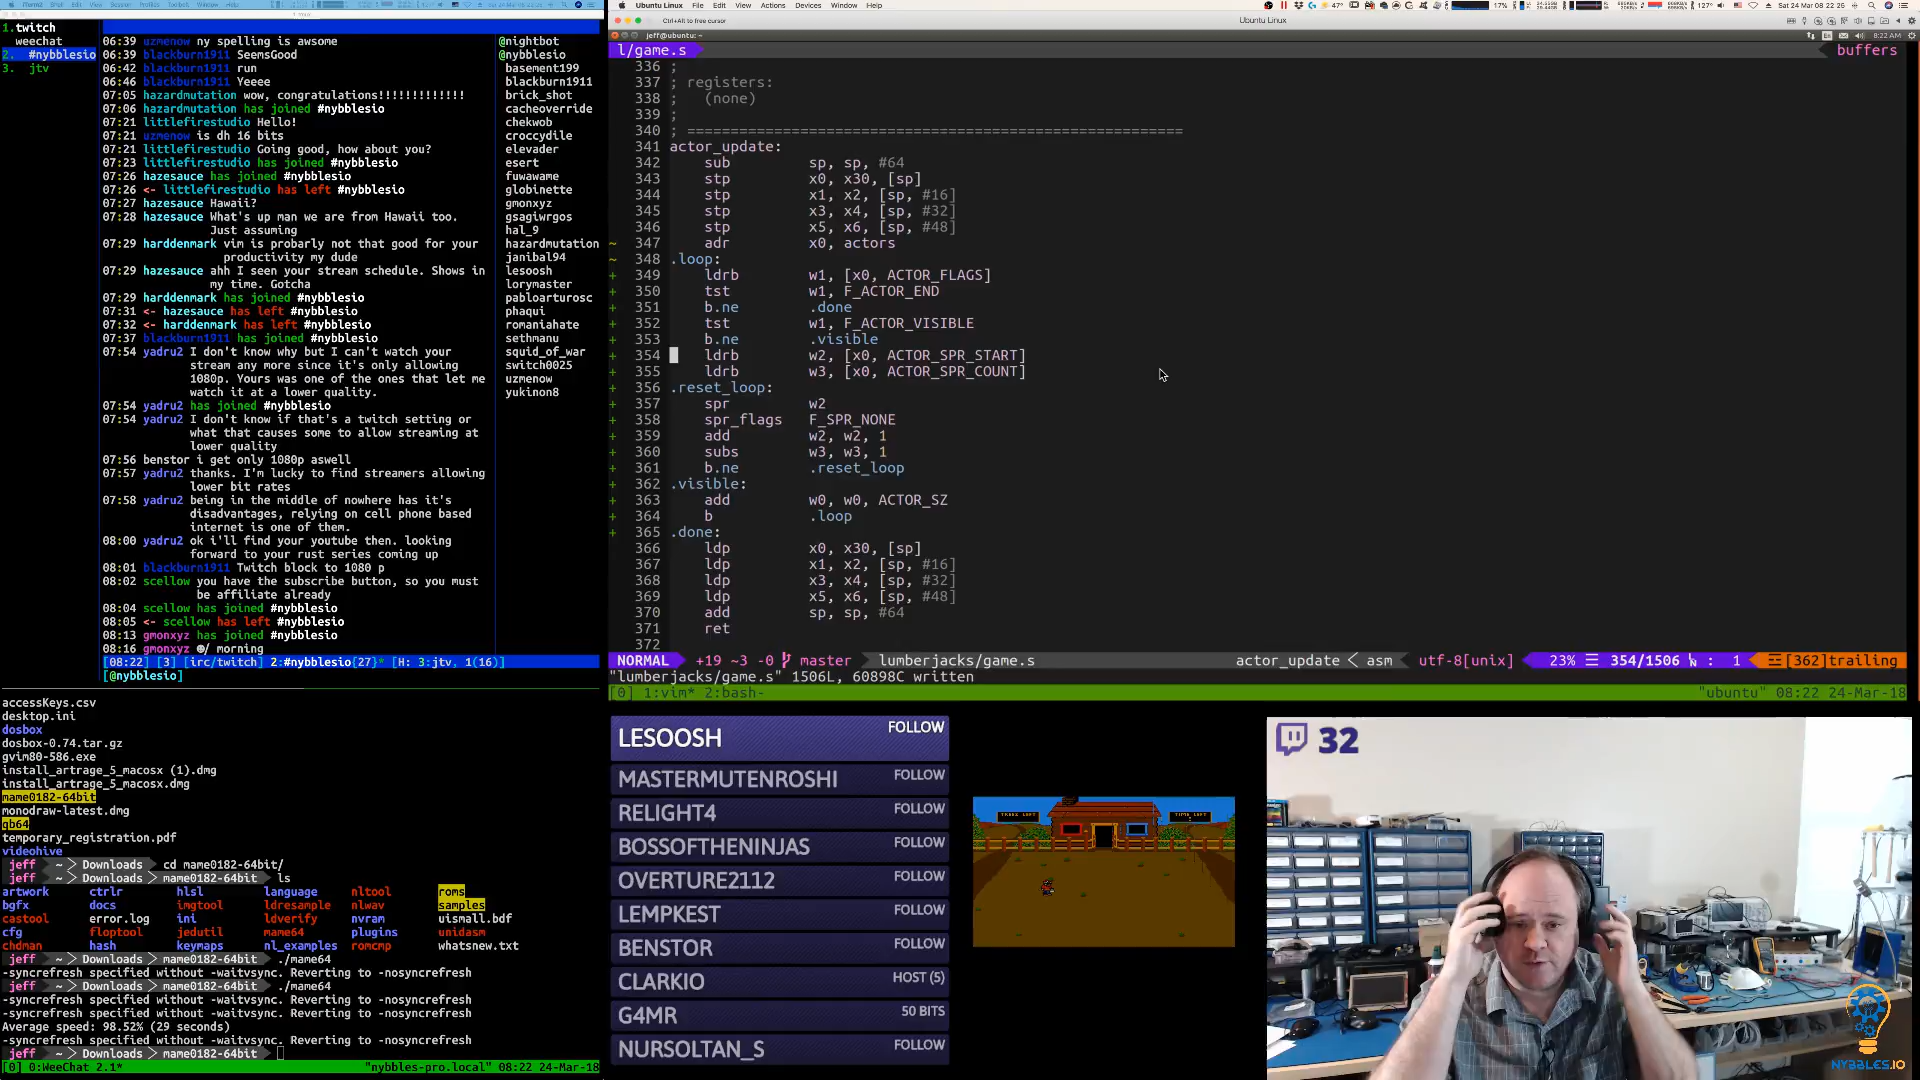 1.twitch
weechat
2. #nybblesio
3. jtv
06:39 uzmenow ny spelling is awsome
06:39 blackburn1911 SeemsGood
06:42 blackburn1911 run
06:46 blackburn1911 Yeeee
07:05 hazardmutation wow, congratulations!!!!!!!!!!!!!
07:06 hazardmutation has joined #nybblesio
07:21 littlefirestudio Hello!
07:21 uzmenow is dh 16 bits
07:21 littlefirestudio Going good, how about you?
07:23 littlefirestudio has joined #nybblesio
07:26 hazesauce has joined #nybblesio
07:26 <- littlefirestudio has left #nybblesio
07:27 hazesauce Hawaii?
07:28 hazesauce What's up man we are from Hawaii too.
Just assuming
07:29 harddenmark vim is probarly not that good for your
productivity my dude
07:29 hazesauce ahh I seen your stream schedule. Shows in
my time. Gotcha
07:29 harddenmark has joined #nybblesio
07:31 <- hazesauce has left #nybblesio
07:32 <- harddenmark has left #nybblesio
07:37 blackburn1911 has joined #nybblesio
07:54 yadru2 I don't know why but I can't watch your
stream any more since it's only allowing
1080p. Yours was one of the ones that let me
watch it at a lower quality.
07:54 yadru2 has joined #nybblesio
07:54 yadru2 I don't know if that's a twitch setting or
what that causes some to allow streaming at
lower quality
07:56 benstor i get only 1080p aswell
07:57 yadru2 thanks. I'm lucky to find streamers allowing
lower bit rates
07:58 yadru2 being in the middle of nowhere has it's
disadvantages, relying on cell phone based
internet is one of them.
08:00 yadru2 ok i'll find your youtube then. looking
forward to your rust series coming up
08:01 blackburn1911 Twitch block to 1080 p
08:02 scellow you have the subscribe button, so you must
be affiliate already
08:04 scellow has joined #nybblesio
08:05 <- scellow has left #nybblesio
08:13 gmonxyz has joined #nybblesio
08:16 gmonxyz ☻/ morning
[08:22] [3] [irc/twitch] 2:#nybblesio{27}* [H: 3:jtv, 1(16)]
[@nybblesio]
@nightbot
@nybblesio
basement199
blackburn1911
brick_shot
cacheoverride
chekwob
croccydile
elevader
esert
fuwawame
globinette
gmonxyz
gsagiwrgos
hal_9
hazardmutation
janibal94
lesoosh
lorymaster
pabloarturosc
phaqui
romaniahate
sethmanu
squid_of_war
switch0025
uzmenow
yukinon8
accessKeys.csv
desktop.ini
dosbox
dosbox-0.74.tar.gz
gvim80-586.exe
install_artrage_5_macosx (1).dmg
install_artrage_5_macosx.dmg
mame0182-64bit
monodraw-latest.dmg
qb64
temporary_registration.pdf
videohive
jeff ~ > Downloads > cd mame0182-64bit/
jeff ~ > Downloads > mame0182-64bit > ls
artwork ctrlr hlsl language nltool roms
bgfx docs imgtool ldresample nlwav samples
castool error.log ini ldverify nvram uismall.bdf
cfg floptool jedutil mame64 plugins unidasm
chdman hash keymaps nl_examples romcmp whatsnew.txt
jeff ~ > Downloads > mame0182-64bit > ./mame64
-syncrefresh specified without -waitvsync. Reverting to -nosyncrefresh
jeff ~ > Downloads > mame0182-64bit > ./mame64
-syncrefresh specified without -waitvsync. Reverting to -nosyncrefresh
-syncrefresh specified without -waitvsync. Reverting to -nosyncrefresh
Average speed: 98.52% (29 seconds)
-syncrefresh specified without -waitvsync. Reverting to -nosyncrefresh
jeff ~ > Downloads > mame0182-64bit >
[0] 0:WeeChat 2.1* "nybbles-pro.local" 08:22 24-Mar-18
Ubuntu Linux File Edit View Actions Devices Window Help 17% 127° Sat 24 Mar 08 22 25
Ctrl+Alt to free cursor Ubuntu Linux
jeff@ubuntu: ~ 8:22 AM
l/game.s buffers
336 ;
337 ; registers:
338 ; (none)
339 ;
340 ; =========================================================
341 actor_update:
342 sub sp, sp, #64
343 stp x0, x30, [sp]
344 stp x1, x2, [sp, #16]
345 stp x3, x4, [sp, #32]
346 stp x5, x6, [sp, #48]
~ 347 adr x0, actors
~ 348 .loop:
+ 349 ldrb w1, [x0, ACTOR_FLAGS]
+ 350 tst w1, F_ACTOR_END
+ 351 b.ne .done
+ 352 tst w1, F_ACTOR_VISIBLE
+ 353 b.ne .visible
+ 354 ldrb w2, [x0, ACTOR_SPR_START]
+ 355 ldrb w3, [x0, ACTOR_SPR_COUNT]
+ 356 .reset_loop:
+ 357 spr w2
+ 358 spr_flags F_SPR_NONE
+ 359 add w2, w2, 1
+ 360 subs w3, w3, 1
+ 361 b.ne .reset_loop
+ 362 .visible:
+ 363 add w0, w0, ACTOR_SZ
+ 364 b .loop
+ 365 .done:
366 ldp x0, x30, [sp]
367 ldp x1, x2, [sp, #16]
368 ldp x3, x4, [sp, #32]
369 ldp x5, x6, [sp, #48]
370 add sp, sp, #64
371 ret
372
NORMAL +19 ~3 -0 master lumberjacks/game.s actor_update < asm utf-8[unix] 23% ☰ 354/1506 : 1 ☲[362]trailing
"lumberjacks/game.s" 1506L, 60898C written
[0] 1:vim* 2:bash- "ubuntu" 08:22 24-Mar-18
LESOOSH FOLLOW
MASTERMUTENROSHI FOLLOW
RELIGHT4 FOLLOW
BOSSOFTHENINJAS FOLLOW
OVERTURE2112 FOLLOW
LEMPKEST FOLLOW
BENSTOR FOLLOW
CLARKIO HOST (5)
G4MR 50 BITS
NURSOLTAN_S FOLLOW
TREES LEFT
TIME LEFT
32
NYBBLES.IO